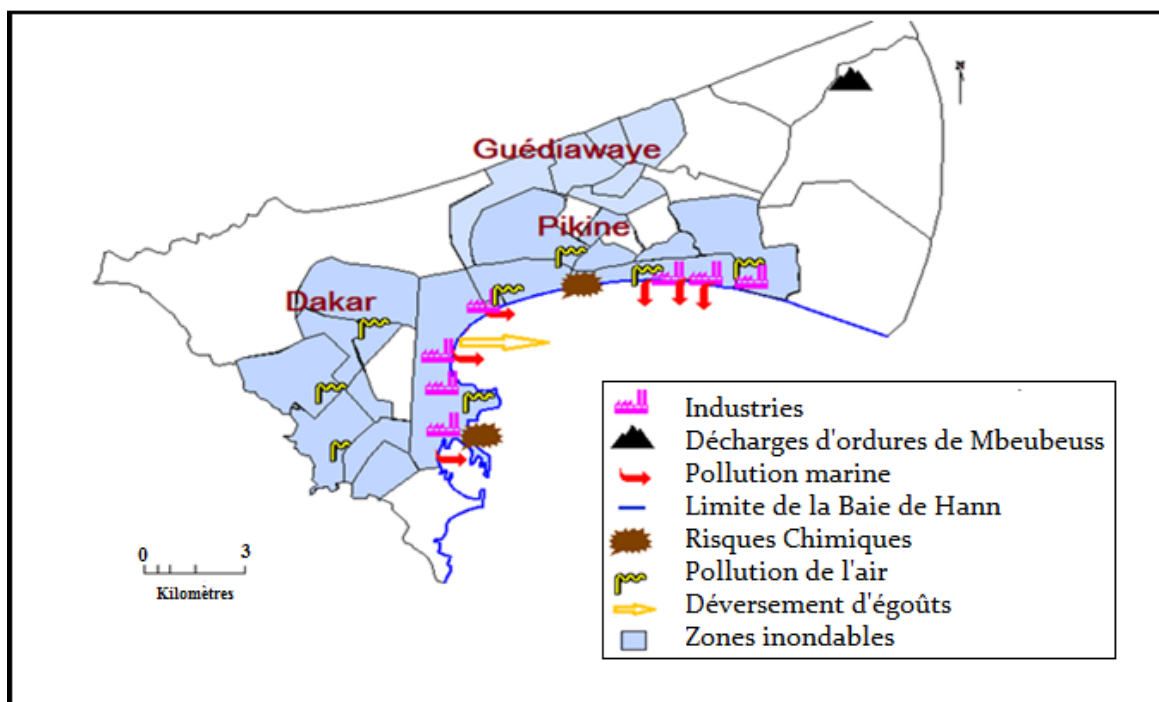 N
Guédiawaye
Pikine
Dakar
0 3
Kilomètres
Industries
Décharges d'ordures de Mbeubeuss
Pollution marine
Limite de la Baie de Hann
Risques Chimiques
Pollution de l'air
Déversement d'égoûts
Zones inondables